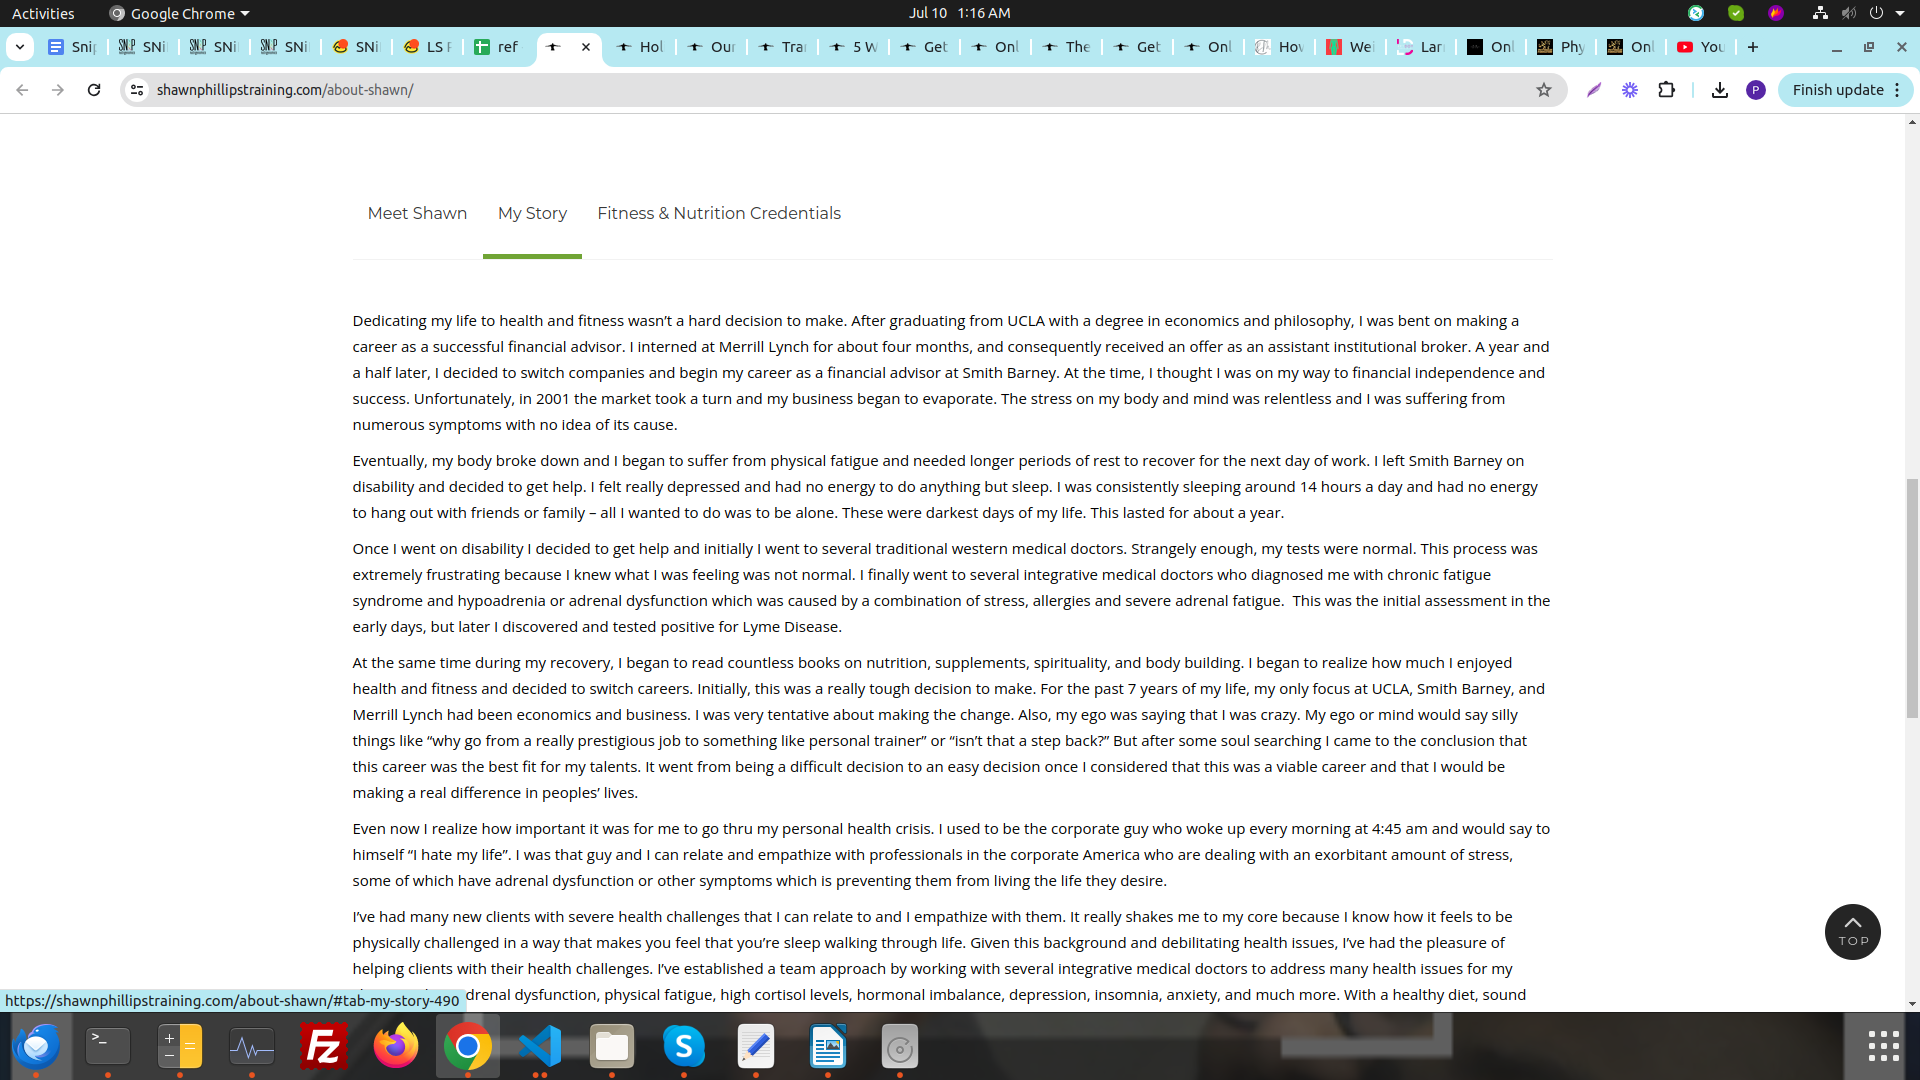 Activities Google Chrome Jul 10 1:16 AM
Snip SNi SNi SNi SNi LS F ref Hol Our Trai 5 W Get Onl The Get Onl Hov Wei Lar Onl Phy Onl You
shawnphillipstraining.com/about-shawn/ P Finish update
Meet Shawn My Story Fitness & Nutrition Credentials
Dedicating my life to health and fitness wasn’t a hard decision to make. After graduating from UCLA with a degree in economics and philosophy, I was bent on making a
career as a successful financial advisor. I interned at Merrill Lynch for about four months, and consequently received an offer as an assistant institutional broker. A year and
a half later, I decided to switch companies and begin my career as a financial advisor at Smith Barney. At the time, I thought I was on my way to financial independence and
success. Unfortunately, in 2001 the market took a turn and my business began to evaporate. The stress on my body and mind was relentless and I was suffering from
numerous symptoms with no idea of its cause.
Eventually, my body broke down and I began to suffer from physical fatigue and needed longer periods of rest to recover for the next day of work. I left Smith Barney on
disability and decided to get help. I felt really depressed and had no energy to do anything but sleep. I was consistently sleeping around 14 hours a day and had no energy
to hang out with friends or family – all I wanted to do was to be alone. These were darkest days of my life. This lasted for about a year.
Once I went on disability I decided to get help and initially I went to several traditional western medical doctors. Strangely enough, my tests were normal. This process was
extremely frustrating because I knew what I was feeling was not normal. I finally went to several integrative medical doctors who diagnosed me with chronic fatigue
syndrome and hypoadrenia or adrenal dysfunction which was caused by a combination of stress, allergies and severe adrenal fatigue.  This was the initial assessment in the
early days, but later I discovered and tested positive for Lyme Disease.
At the same time during my recovery, I began to read countless books on nutrition, supplements, spirituality, and body building. I began to realize how much I enjoyed
health and fitness and decided to switch careers. Initially, this was a really tough decision to make. For the past 7 years of my life, my only focus at UCLA, Smith Barney, and
Merrill Lynch had been economics and business. I was very tentative about making the change. Also, my ego was saying that I was crazy. My ego or mind would say silly
things like “why go from a really prestigious job to something like personal trainer” or “isn’t that a step back?” But after some soul searching I came to the conclusion that
this career was the best fit for my talents. It went from being a difficult decision to an easy decision once I considered that this was a viable career and that I would be
making a real difference in peoples’ lives.
Even now I realize how important it was for me to go thru my personal health crisis. I used to be the corporate guy who woke up every morning at 4:45 am and would say to
himself “I hate my life”. I was that guy and I can relate and empathize with professionals in the corporate America who are dealing with an exorbitant amount of stress,
some of which have adrenal dysfunction or other symptoms which is preventing them from living the life they desire.
I’ve had many new clients with severe health challenges that I can relate to and I empathize with them. It really shakes me to my core because I know how it feels to be
physically challenged in a way that makes you feel that you’re sleep walking through life. Given this background and debilitating health issues, I’ve had the pleasure of
helping clients with their health challenges. I’ve established a team approach by working with several integrative medical doctors to address many health issues for my
drenal dysfunction, physical fatigue, high cortisol levels, hormonal imbalance, depression, insomnia, anxiety, and much more. With a healthy diet, sound
TOP
https://shawnphillipstraining.com/about-shawn/#tab-my-story-490